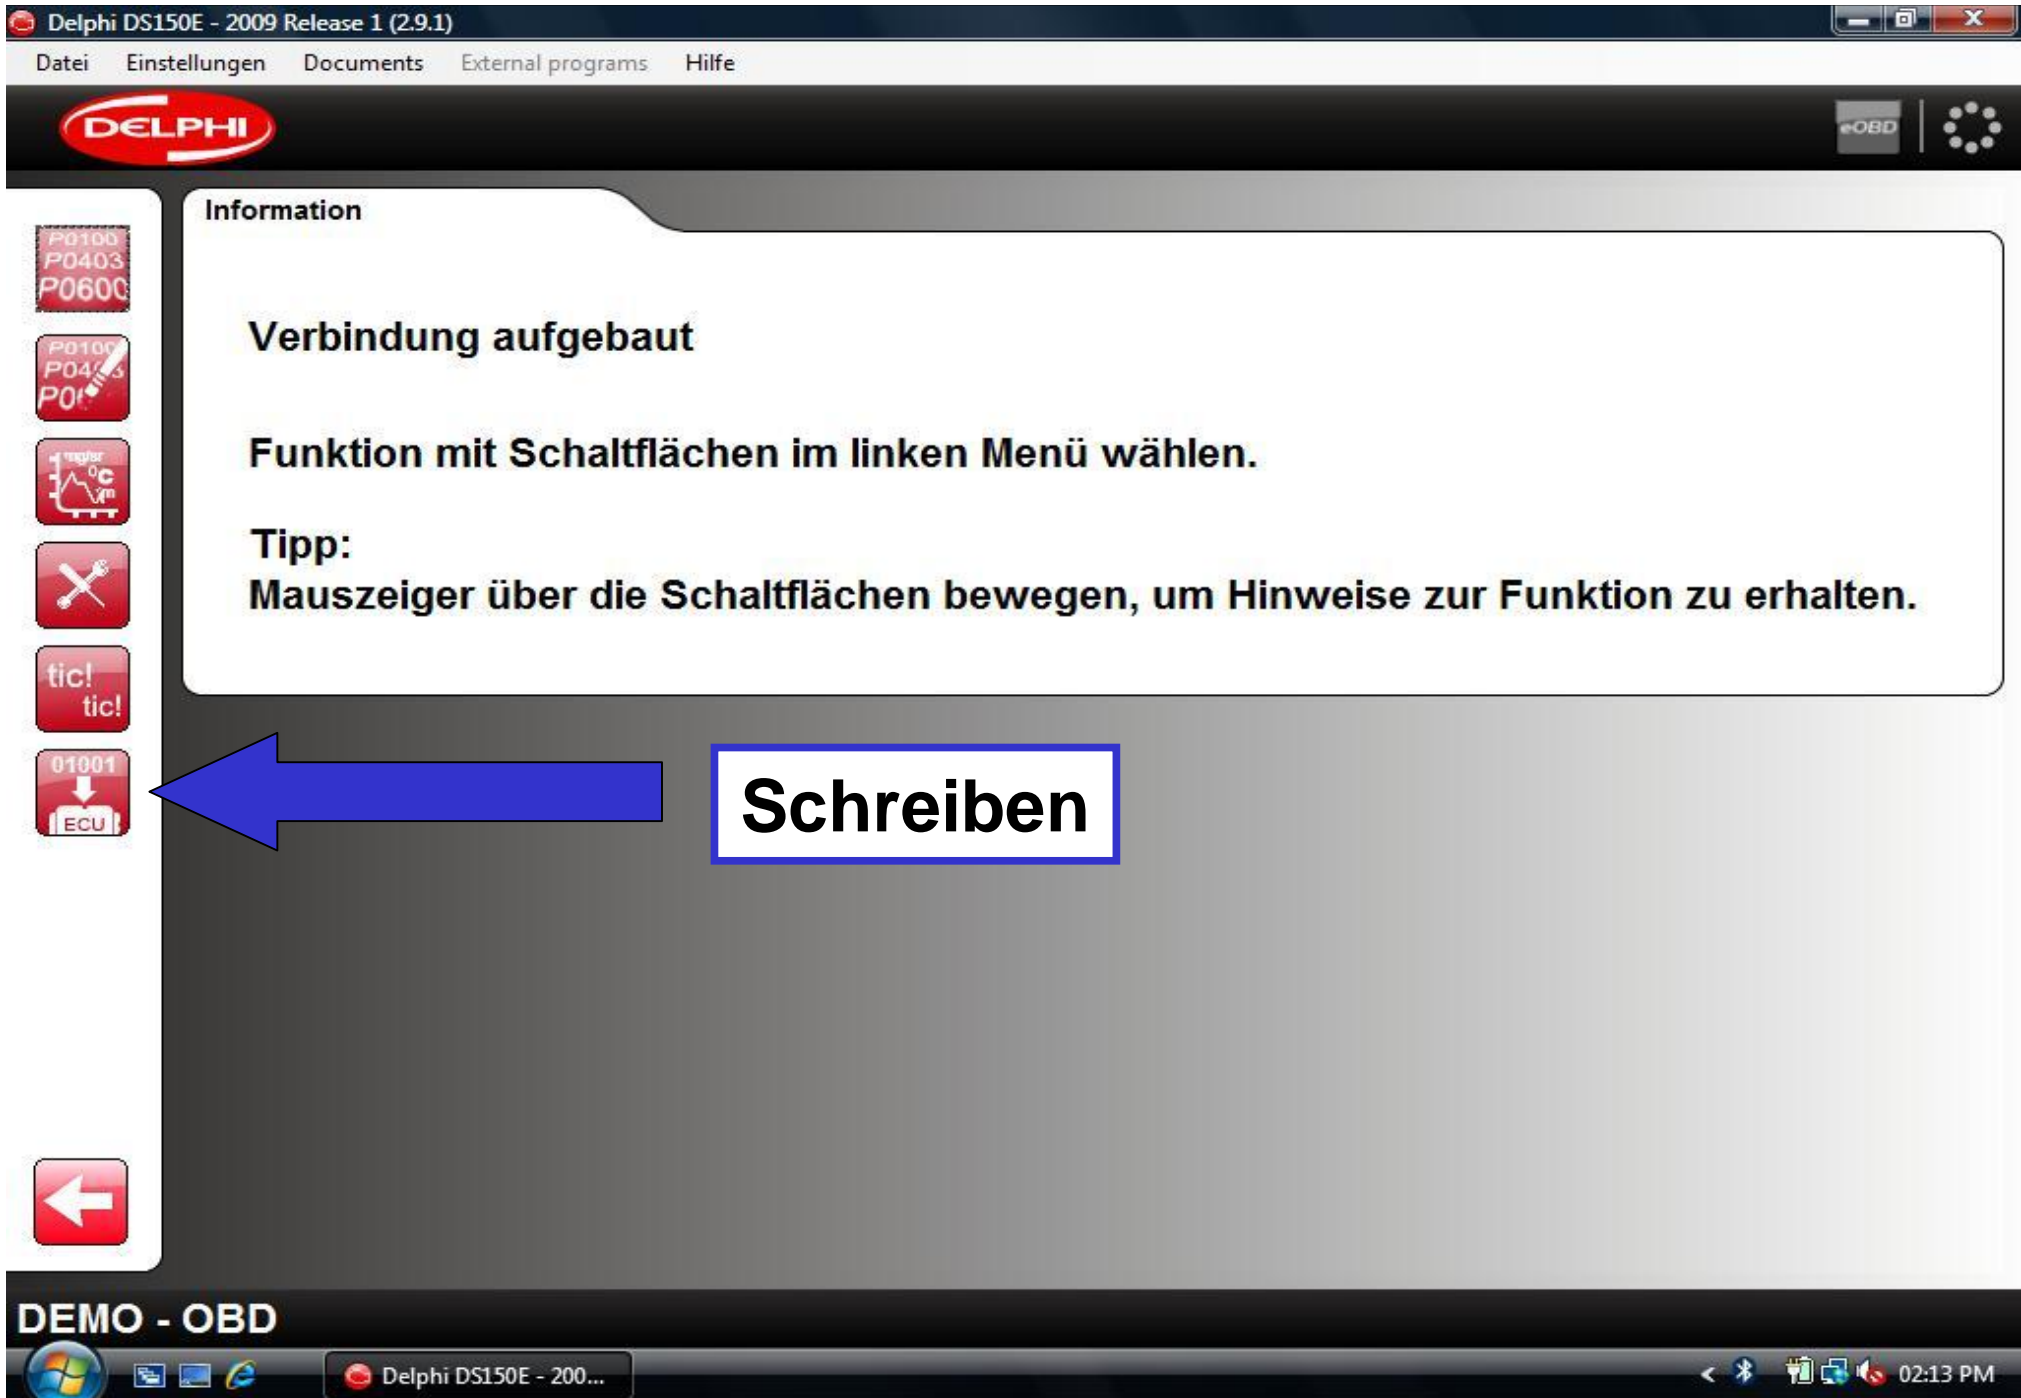 Delphi DS150E - 2009 Release 1 (2.9.1)
Datei Einstellungen Documents External programs Hilfe
DELPHI
eOBD
Information
P0100
P0403
P0600
Verbindung aufgebaut
P0100
Funktion mit Schaltflächen im linken Menü wählen.
°C
Tipp:
Mauszeiger über die Schaltflächen bewegen, um Hinweise zur Funktion zu erhalten.
tic!
tic!
01001
ECU
Schreiben
DEMO - OBD
Delphi DS150E - 200...
02:13 PM